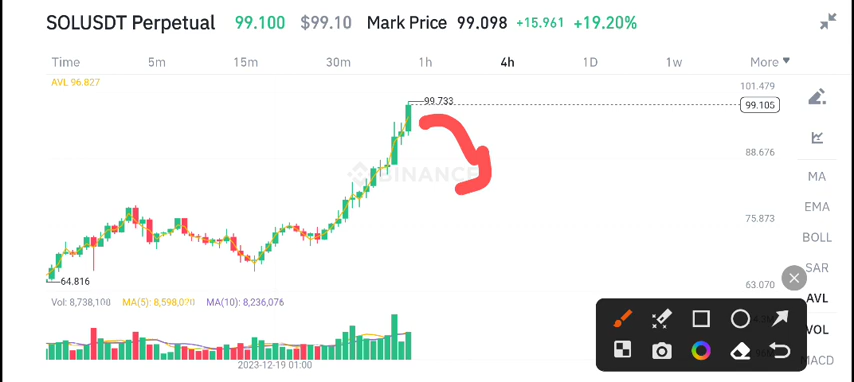 SOLUSDT Perpetual 99.100 $99.10 Mark Price 99.098 +15.961 +19.20%
Time 5m 15m 30m 1h 4h 1D 1w More
AVL 96.827
101.479
99.733
99.105
BINANCE
88.676
MA
EMA
75.873
BOLL
SAR
64.816
63.070
AVL
Vol: 8,738,100 MA(5): 8,598,020 MA(10): 8,236,076
VOL
MACD
2023-12-19 01:00